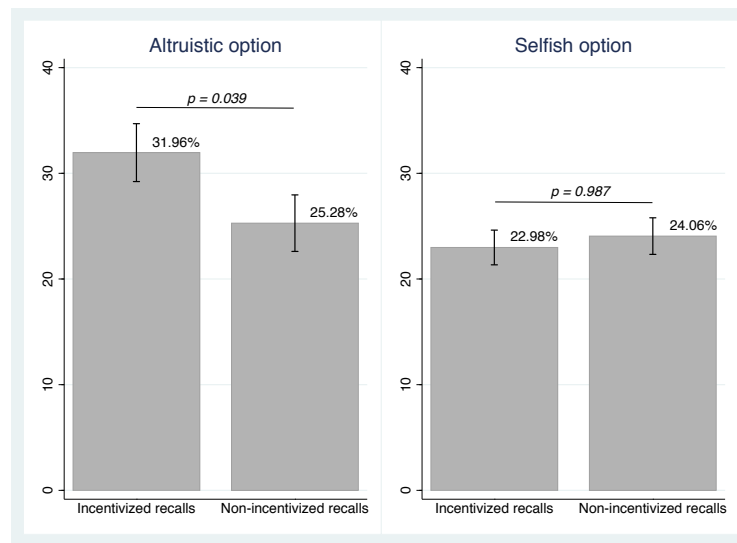 Altruistic option
40
30
20
10
0
p = 0.039
31.96%
25.28%
Incentivized recalls
Non-incentivized recalls
Selfish option
40
30
20
10
0
p = 0.987
22.98%
24.06%
Incentivized recalls
Non-incentivized recalls